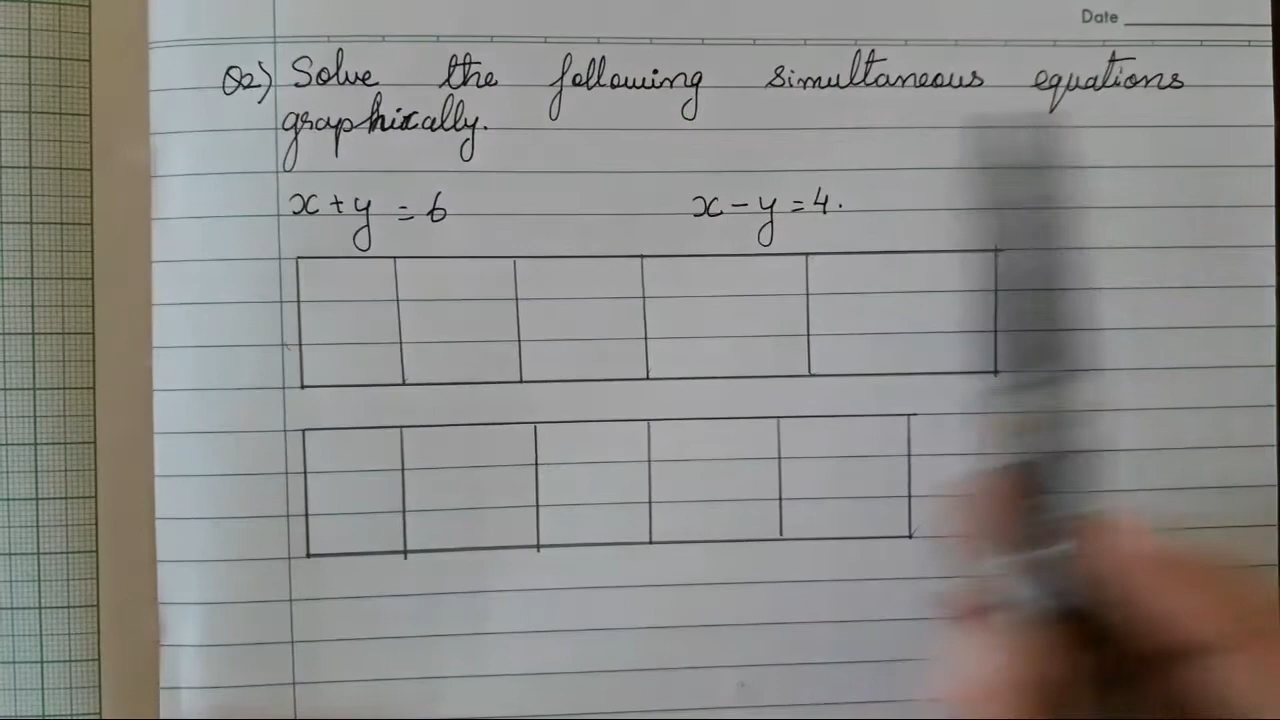 Date
Q2) Solve the following simultaneous equations
graphically.
x + y = 6 x - y = 4.